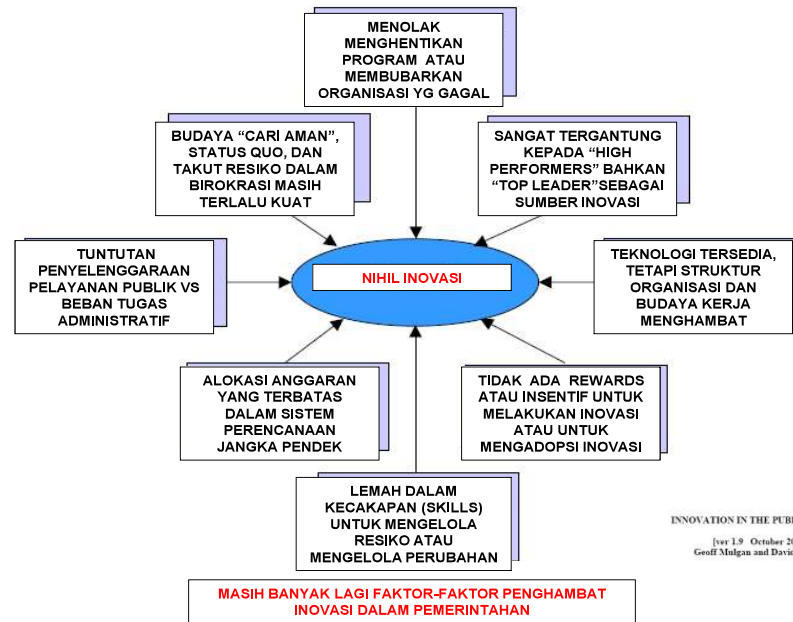 MENOLAK
MENGHENTIKAN
PROGRAM ATAU
MEMBUBARKAN
ORGANISASI YG GAGAL
BUDAYA “CARI AMAN”,
STATUS QUO, DAN
TAKUT RESIKO DALAM
BIROKRASI MASIH
TERLALU KUAT
SANGAT TERGANTUNG
KEPADA “HIGH
PERFORMERS” BAHKAN
“TOP LEADER”SEBAGAI
SUMBER INOVASI
TUNTUTAN
PENYELENGGARAAN
PELAYANAN PUBLIK VS
BEBAN TUGAS
ADMINISTRATIF
NIHIL INOVASI
TEKNOLOGI TERSEDIA,
TETAPI STRUKTUR
ORGANISASI DAN
BUDAYA KERJA
MENGHAMBAT
ALOKASI ANGGARAN
YANG TERBATAS
DALAM SISTEM
PERENCANAAN
JANGKA PENDEK
TIDAK ADA REWARDS
ATAU INSENTIF UNTUK
MELAKUKAN INOVASI
ATAU UNTUK
MENGADOPSI INOVASI
LEMAH DALAM
KECAKAPAN (SKILLS)
UNTUK MENGELOLA
RESIKO ATAU
MENGELOLA PERUBAHAN
INNOVATION IN THE PUBI
[ver 1.9 October 20
Geoff Mulgan and David
MASIH BANYAK LAGI FAKTOR-FAKTOR PENGHAMBAT
INOVASI DALAM PEMERINTAHAN